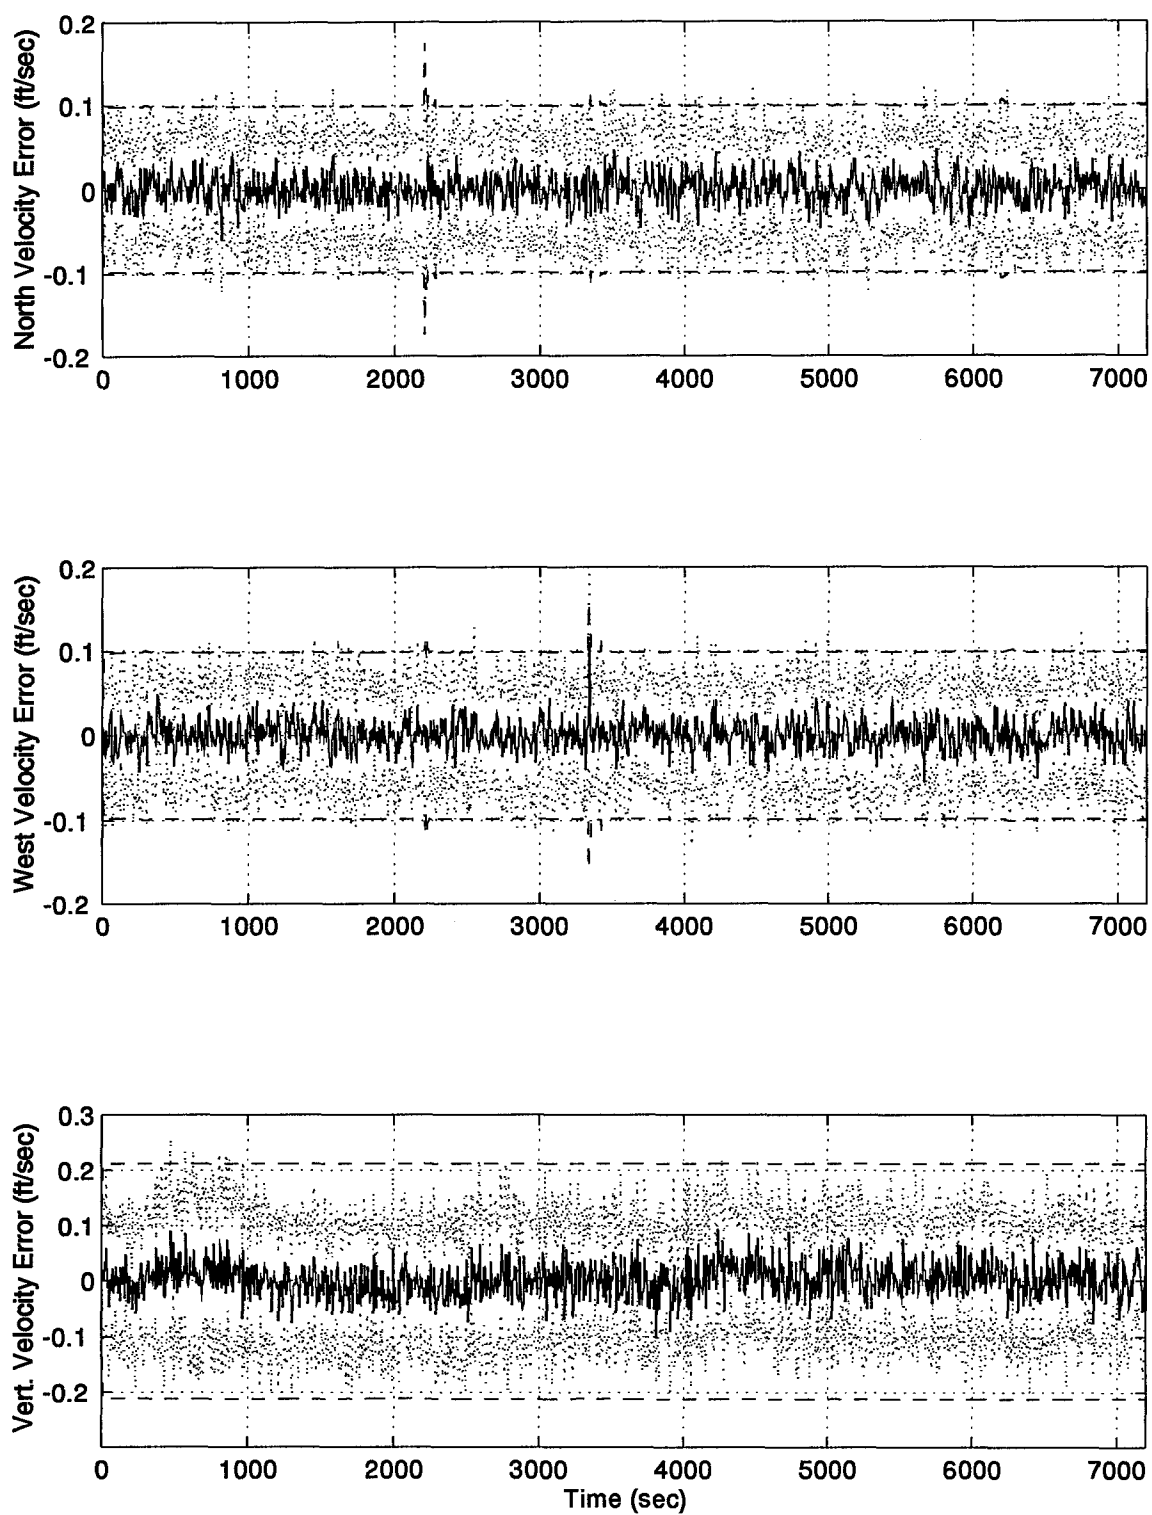 North Velocity Error (ft/sec)
0.2
0.1
0
-0.1
-0.2
0 1000 2000 3000 4000 5000 6000 7000
West Velocity Error (ft/sec)
0.2
0.1
0
-0.1
-0.2
0 1000 2000 3000 4000 5000 6000 7000
Vert. Velocity Error (ft/sec)
0.3
0.2
0.1
0
-0.1
-0.2
0 1000 2000 3000 4000 5000 6000 7000
Time (sec)